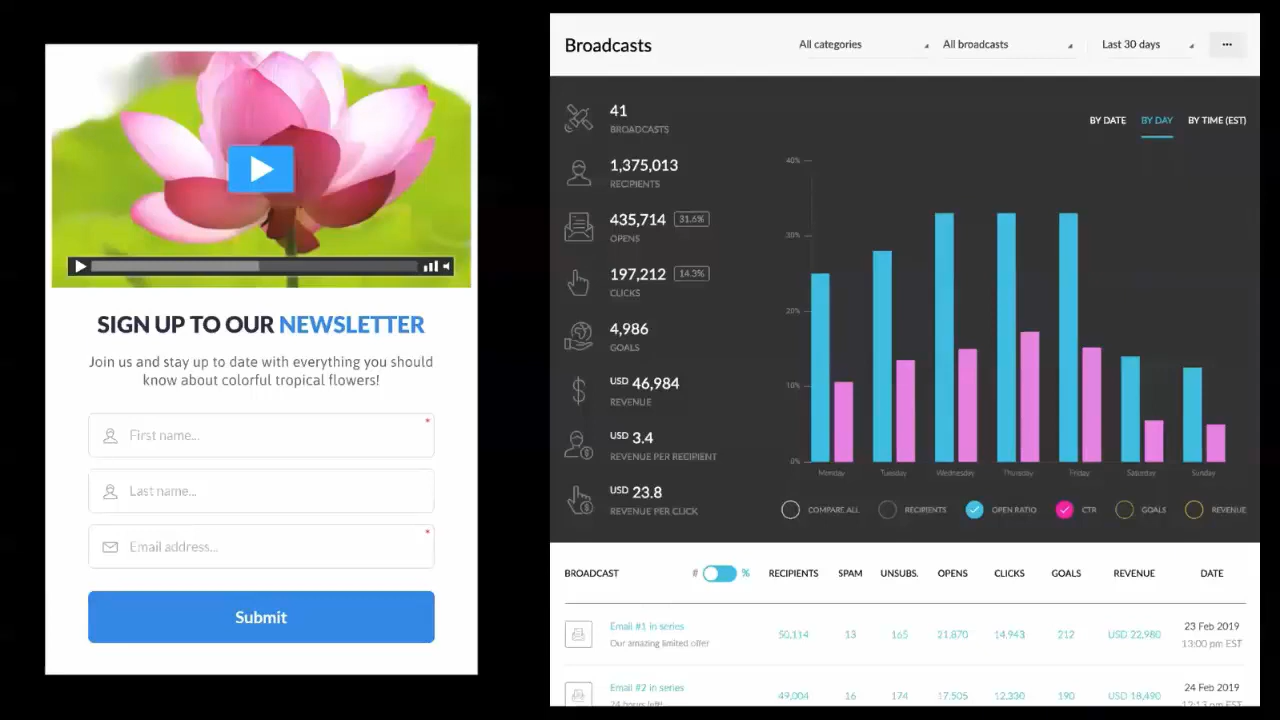 SIGN UP TO OUR NEWSLETTER
Join us and stay up to date with everything you should
know about colorful tropical flowers!
First name... *
Last name...
Email address... *
Submit
Broadcasts
All categories
All broadcasts
Last 30 days
...
41
BROADCASTS
1,375,013
RECIPIENTS
435,714 31.6%
OPENS
197,212 14.3%
CLICKS
4,986
GOALS
USD 46,984
REVENUE
USD 3.4
REVENUE PER RECIPIENT
USD 23.8
REVENUE PER CLICK
BY DATE BY DAY BY TIME (EST)
40%
30%
20%
10%
0%
Monday Tuesday Wednesday Thursday Friday Saturday Sunday
COMPARE ALL RECIPIENTS OPEN RATIO CTR GOALS REVENUE
BROADCAST # % RECIPIENTS SPAM UNSUBS. OPENS CLICKS GOALS REVENUE DATE
Email #1 in series 50,114 13 165 21,870 14,943 212 USD 22,980 23 Feb 2019
Our amazing limited offer 13:00 pm EST
Email #2 in series 49,004 16 174 17,505 12,330 190 USD 18,490 24 Feb 2019
24 hours left! 12:13 pm EST